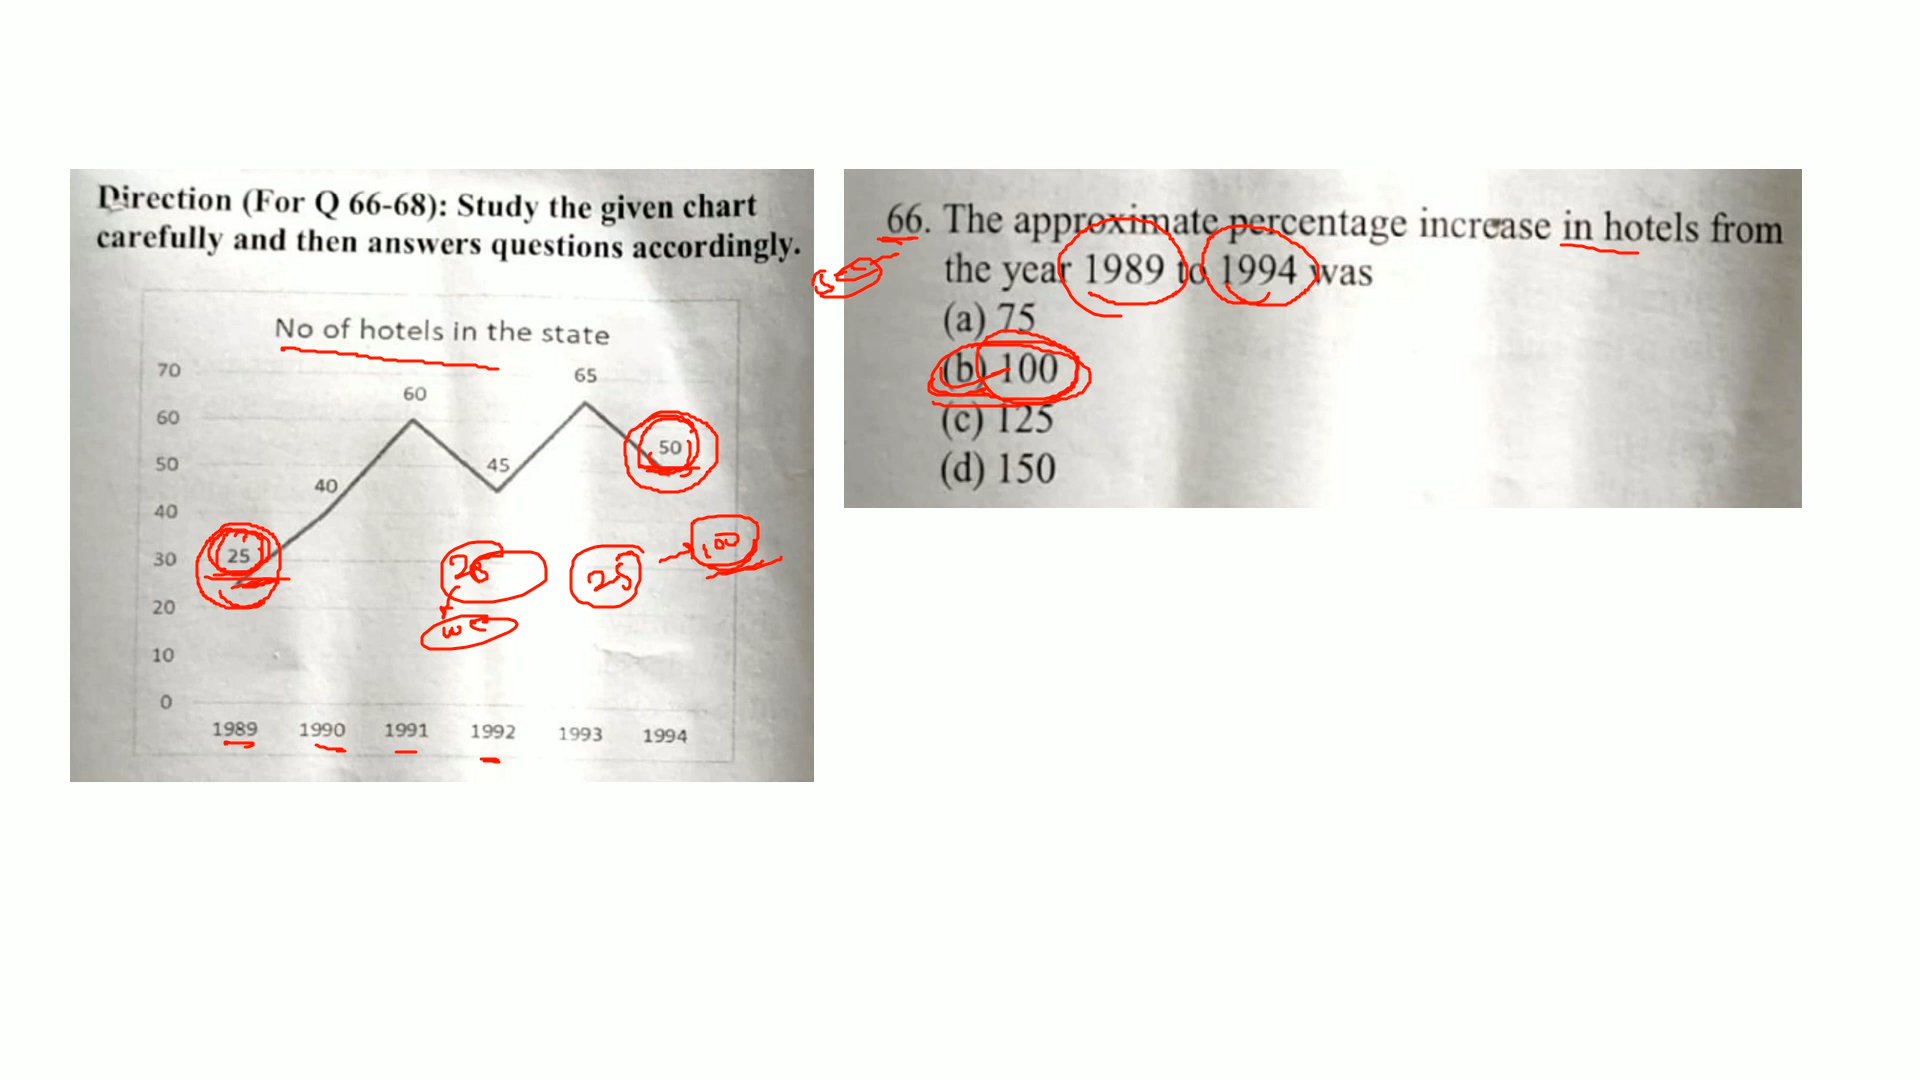 Direction (For Q 66-68): Study the given chart
carefully and then answers questions accordingly.
No of hotels in the state
70
60
50
40
30
20
10
0
25
40
60
45
65
50
1989
1990
1991
1992
1993
1994
25
100
66. The approximate percentage increase in hotels from
the year 1989 to 1994 was
(a) 75
(b) 100
(c) 125
(d) 150